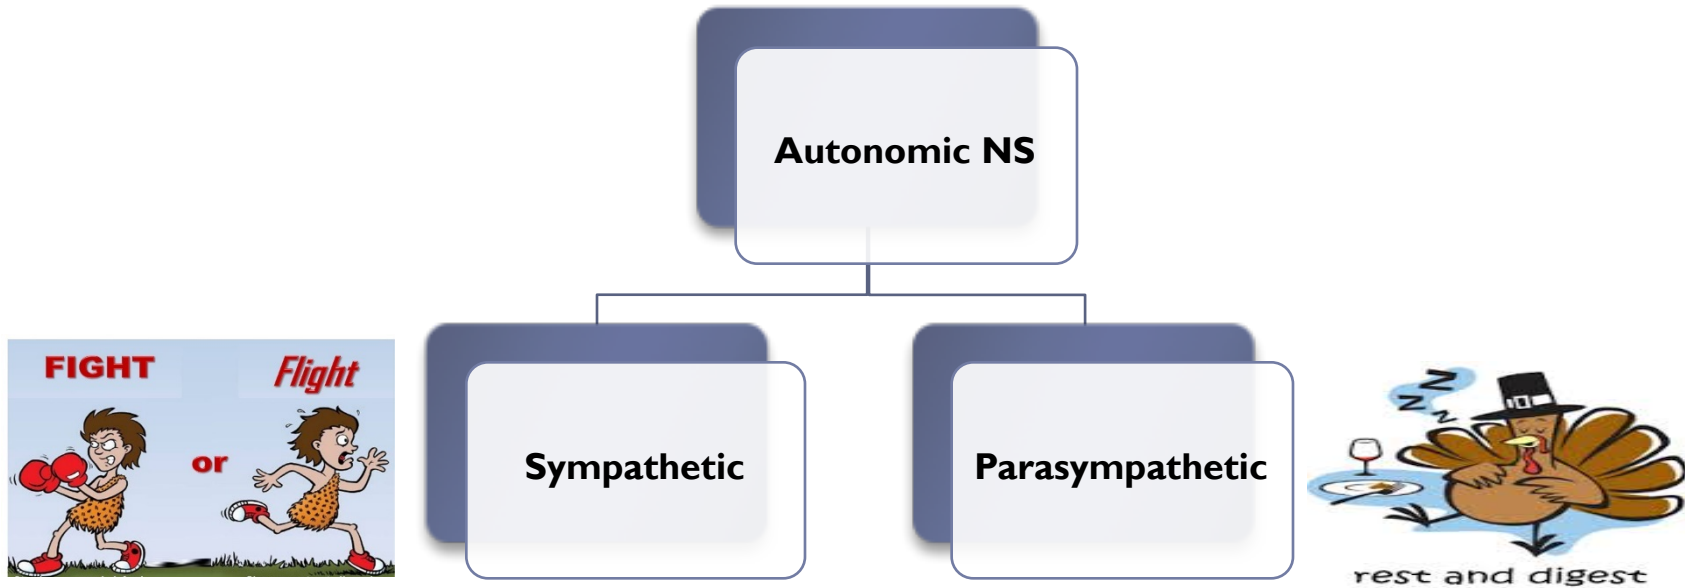 Autonomic NS
FIGHT
Flight
or
Sympathetic
Parasympathetic
Z
Z
Z
rest and digest